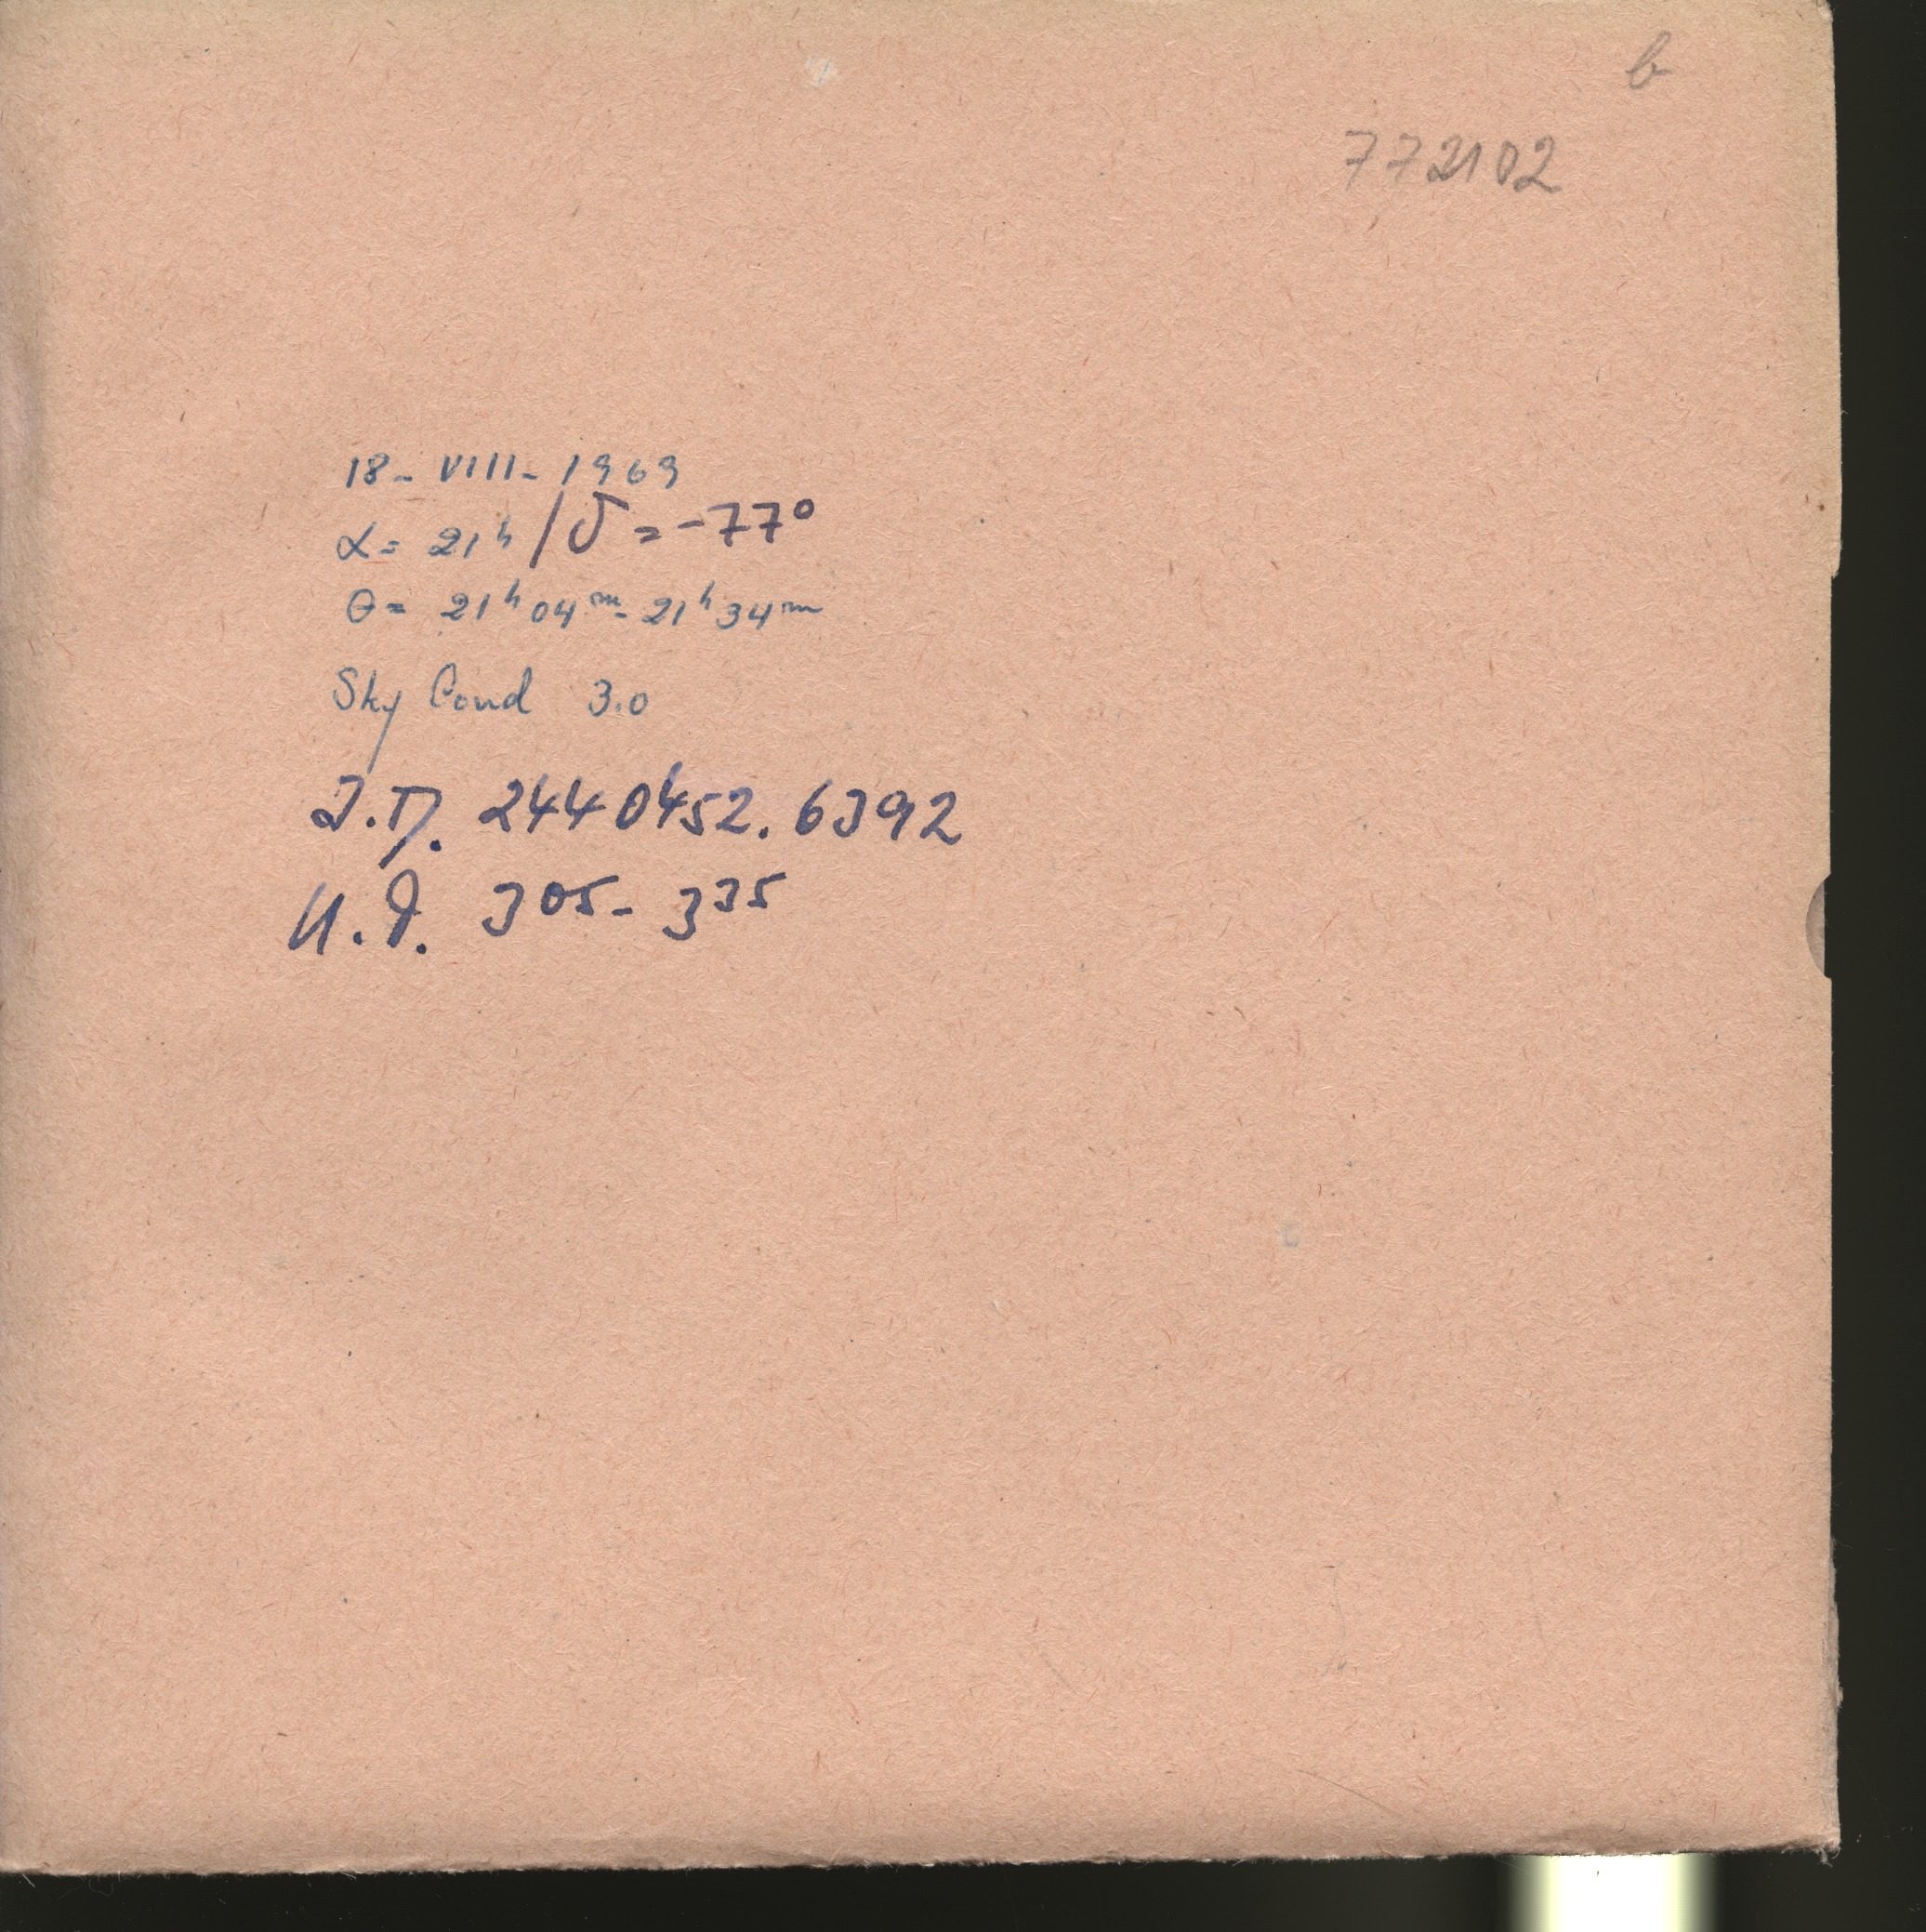 b
772102
18-VIII-1969
α= 21ʰ / δ = -77°
θ= 21ʰ04ᵐ-21ʰ34ᵐ
Sky Cond 3.0
J.D. 2440452.6392
305-335